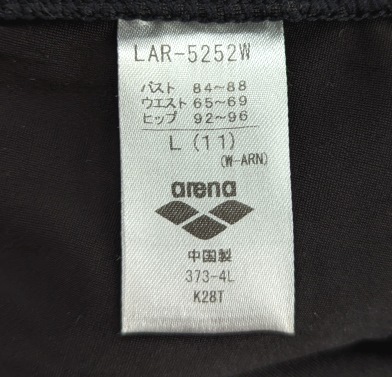 LAR-5252W
バスト 84~88
ウエスト 65~69
ヒップ 92~96
L (11)
(W-ARN)
arena
中国製
373-4L
K28T